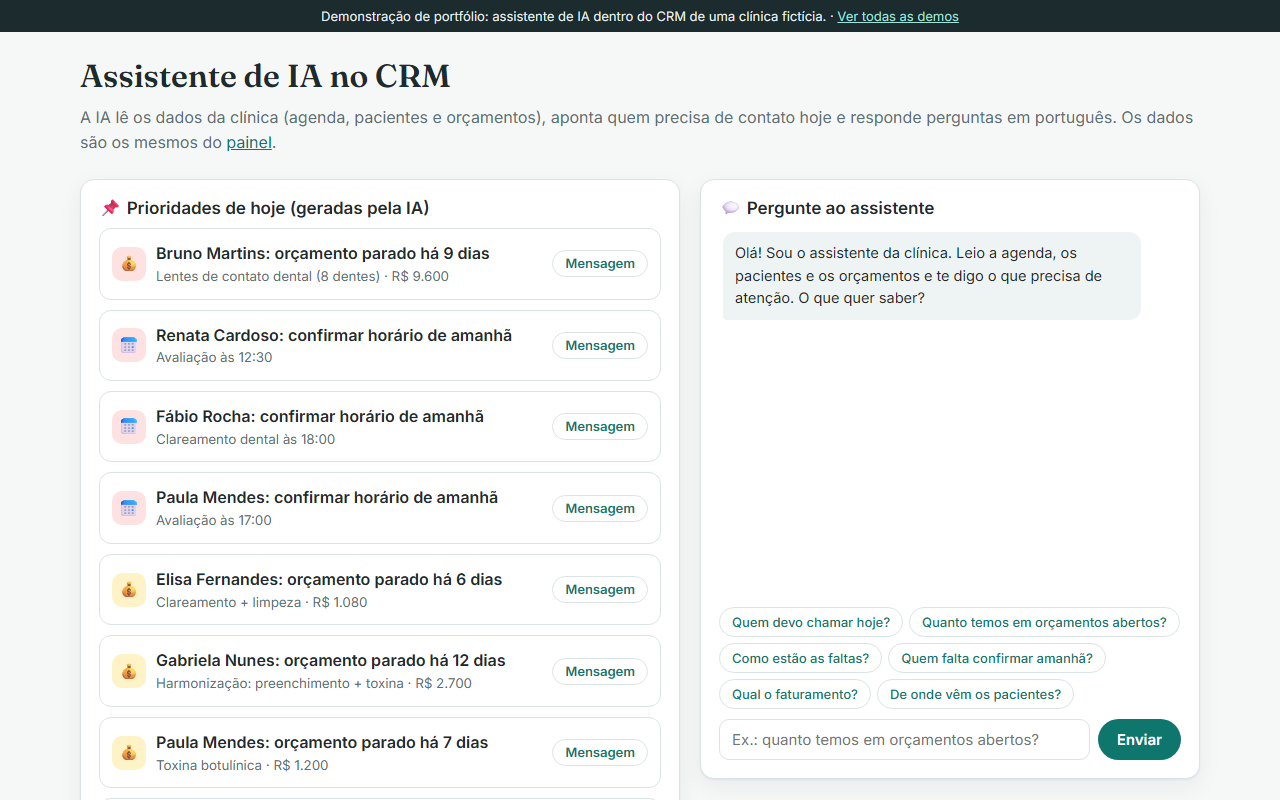 Demonstração de portfólio: assistente de IA dentro do CRM de uma clínica fictícia. · Ver todas as demos
Assistente de IA no CRM
A IA lê os dados da clínica (agenda, pacientes e orçamentos), aponta quem precisa de contato hoje e responde perguntas em português. Os dados
são os mesmos do painel.
Prioridades de hoje (geradas pela IA)
Bruno Martins: orçamento parado há 9 dias
Lentes de contato dental (8 dentes) · R$ 9.600
Mensagem
Renata Cardoso: confirmar horário de amanhã
Avaliação às 12:30
Mensagem
Fábio Rocha: confirmar horário de amanhã
Clareamento dental às 18:00
Mensagem
Paula Mendes: confirmar horário de amanhã
Avaliação às 17:00
Mensagem
Elisa Fernandes: orçamento parado há 6 dias
Clareamento + limpeza · R$ 1.080
Mensagem
Gabriela Nunes: orçamento parado há 12 dias
Harmonização: preenchimento + toxina · R$ 2.700
Mensagem
Paula Mendes: orçamento parado há 7 dias
Toxina botulínica · R$ 1.200
Mensagem
Pergunte ao assistente
Olá! Sou o assistente da clínica. Leio a agenda, os
pacientes e os orçamentos e te digo o que precisa de
atenção. O que quer saber?
Quem devo chamar hoje?
Quanto temos em orçamentos abertos?
Como estão as faltas?
Quem falta confirmar amanhã?
Qual o faturamento?
De onde vêm os pacientes?
Ex.: quanto temos em orçamentos abertos?
Enviar